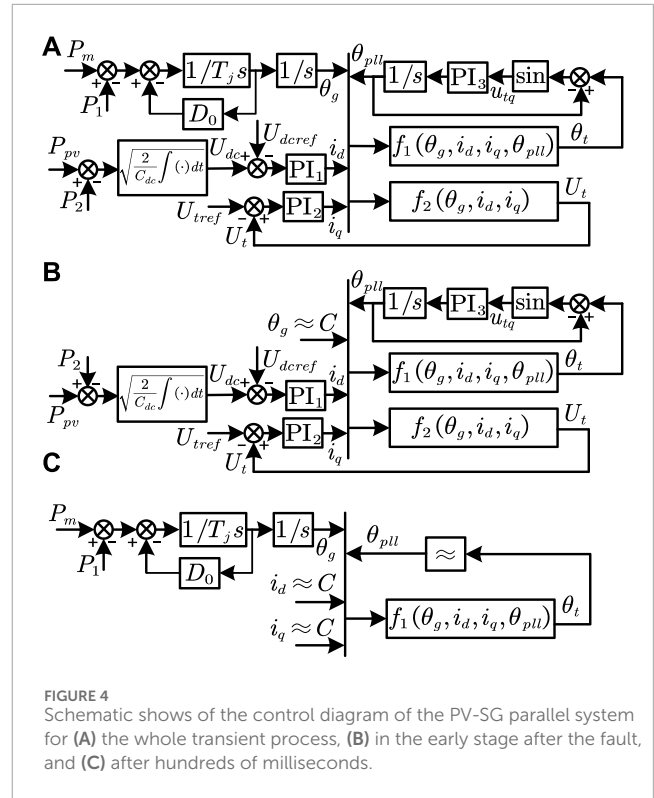 A
P_m + − + − 1/T_j s 1/s θ_g θ_pll 1/s PI_3 u_tq sin − +
P_1 D_0
P_pv + − √(2/C_dc ∫(·)dt) U_dc + − U_dcref PI_1 i_d f_1(θ_g, i_d, i_q, θ_pll) θ_t
P_2
U_tref − + PI_2 i_q f_2(θ_g, i_d, i_q) U_t
U_t
B
θ_pll 1/s PI_3 u_tq sin − +
θ_g ≈ C
P_2 U_dcref
P_pv + − √(2/C_dc ∫(·)dt) U_dc + − PI_1 i_d f_1(θ_g, i_d, i_q, θ_pll) θ_t
U_tref − + PI_2 i_q f_2(θ_g, i_d, i_q) U_t
U_t
C
P_m + − + − 1/T_j s 1/s θ_g θ_pll ≈
P_1 D_0
i_d ≈ C
i_q ≈ C f_1(θ_g, i_d, i_q, θ_pll) θ_t
FIGURE 4
Schematic shows of the control diagram of the PV-SG parallel system
for (A) the whole transient process, (B) in the early stage after the fault,
and (C) after hundreds of milliseconds.